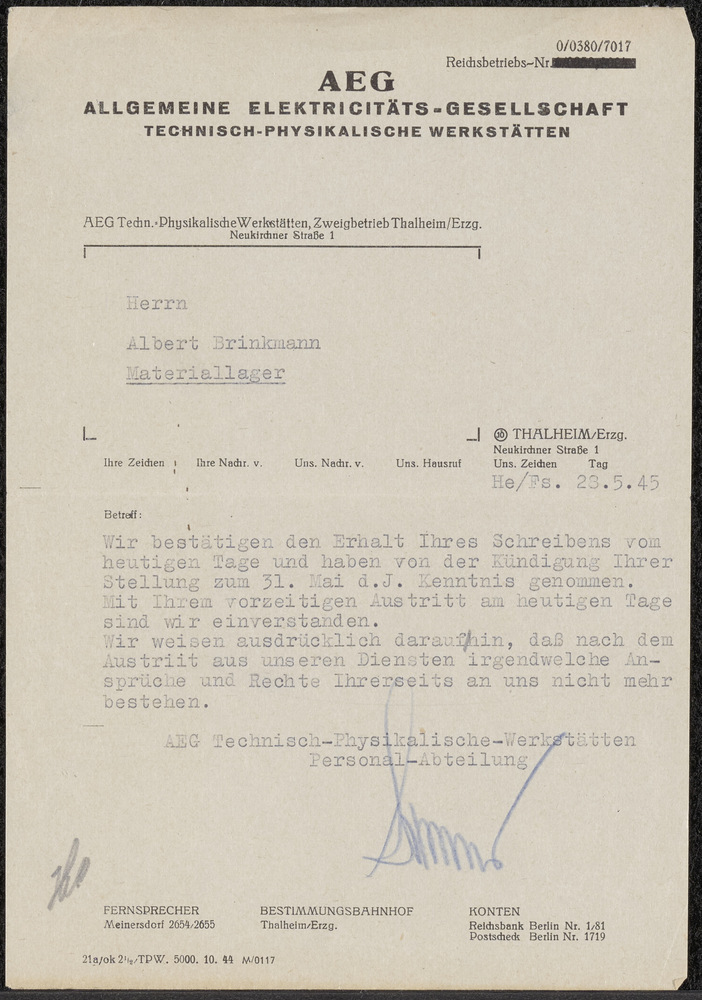 0/0380/7017
Reichsbetriebs-Nr.
AEG
ALLGEMEINE ELEKTRICITÄTS-GESELLSCHAFT
TECHNISCH-PHYSIKALISCHE WERKSTÄTTEN
AEG Techn.-Physikalische Werkstätten, Zweigbetrieb Thalheim/Erzg.
Neukirchner Straße 1
Herrn
Albert Brinkmann
Materiallager
THALHEIM/Erzg.
Neukirchner Straße 1
Ihre Zeichen Ihre Nachr. v. Uns. Nachr. v. Uns. Hausruf Uns. Zeichen Tag
He/Fs. 28.5.45
Betreff:
Wir bestätigen den Erhalt Ihres Schreibens vom
heutigen Tage und haben von der Kündigung Ihrer
Stellung zum 31. Mai d.J. Kenntnis genommen.
Mit Ihrem vorzeitigen Austritt am heutigen Tage
sind wir einverstanden.
Wir weisen ausdrücklich daraufhin, daß nach dem
Austriit aus unseren Diensten irgendwelche An-
sprüche und Rechte Ihrerseits an uns nicht mehr
bestehen.
AEG Technisch-Physikalische-Werkstätten
Personal-Abteilung
FERNSPRECHER BESTIMMUNGSBAHNHOF KONTEN
Meinersdorf 2654/2655 Thalheim/Erzg. Reichsbank Berlin Nr. 1/81
Postscheck Berlin Nr. 1719
21a/ok 2¹/₂/TPW. 5000. 10. 44 M/0117